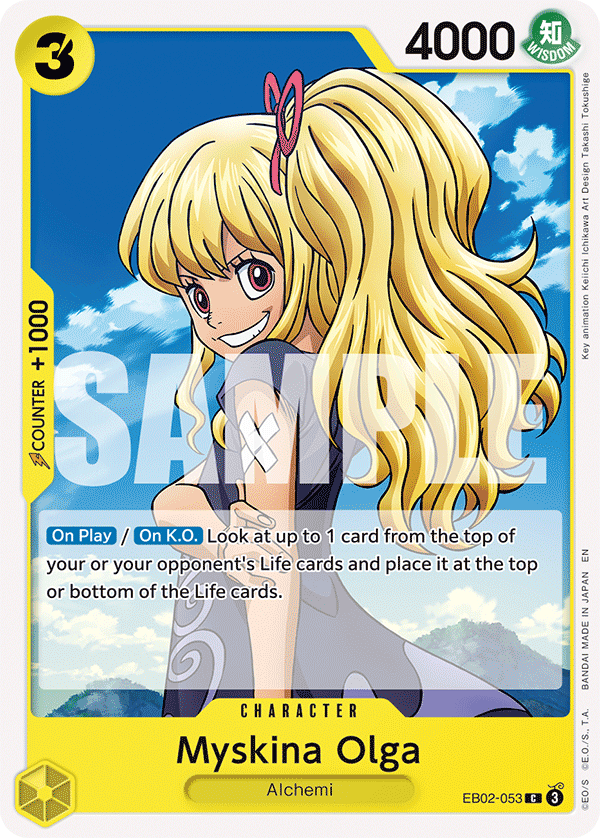 3
4000
知
WISDOM
Key animation Keiichi Ichikawa Art Design Takashi Tokushige
COUNTER +1000
SAMPLE
On Play / On K.O. Look at up to 1 card from the top of
your or your opponent's Life cards and place it at the top
or bottom of the Life cards.
CHARACTER
Myskina Olga
Alchemi
EB02-053 C 3
©EO/S ©E.O./S., T.A. BANDAI MADE IN JAPAN EN